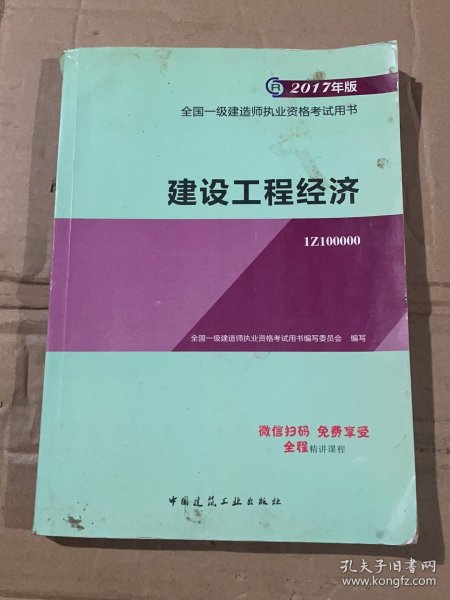 2017年版
全国一级建造师执业资格考试用书
建设工程经济
1Z100000
全国一级建造师执业资格考试用书编写委员会 编写
微信扫码 免费享受
全程精讲课程
中国建筑工业出版社
孔夫子旧书网
www.kongfz.com